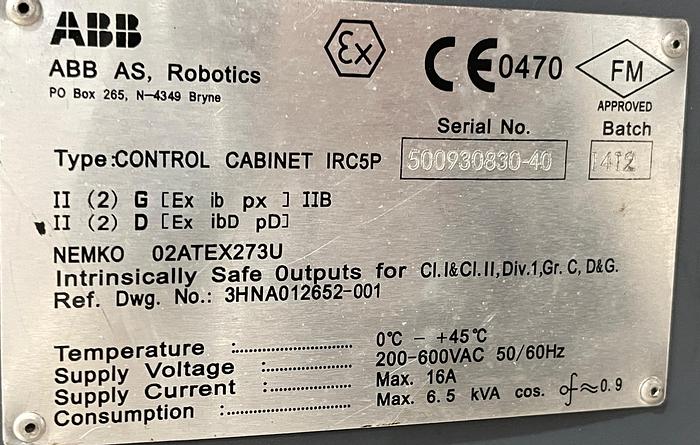 ABB
ABB AS, Robotics
PO Box 265, N-4349 Bryne
Ex
CE 0470
FM
APPROVED
Serial No. Batch
Type:CONTROL CABINET IRC5P 500930830-40 1412
II (2) G [Ex ib px ] IIB
II (2) D [Ex ibD pD]
NEMKO 02ATEX273U
Intrinsically Safe Outputs for Cl.I&Cl.II,Div.1,Gr. C, D&G.
Ref. Dwg. No.: 3HNA012652-001
Temperature :..................... 0℃ - +45℃
Supply Voltage :................ 200-600VAC 50/60Hz
Supply Current :................ Max. 16A
Consumption :....................... Max. 6.5 kVA cos. φ≈0.9